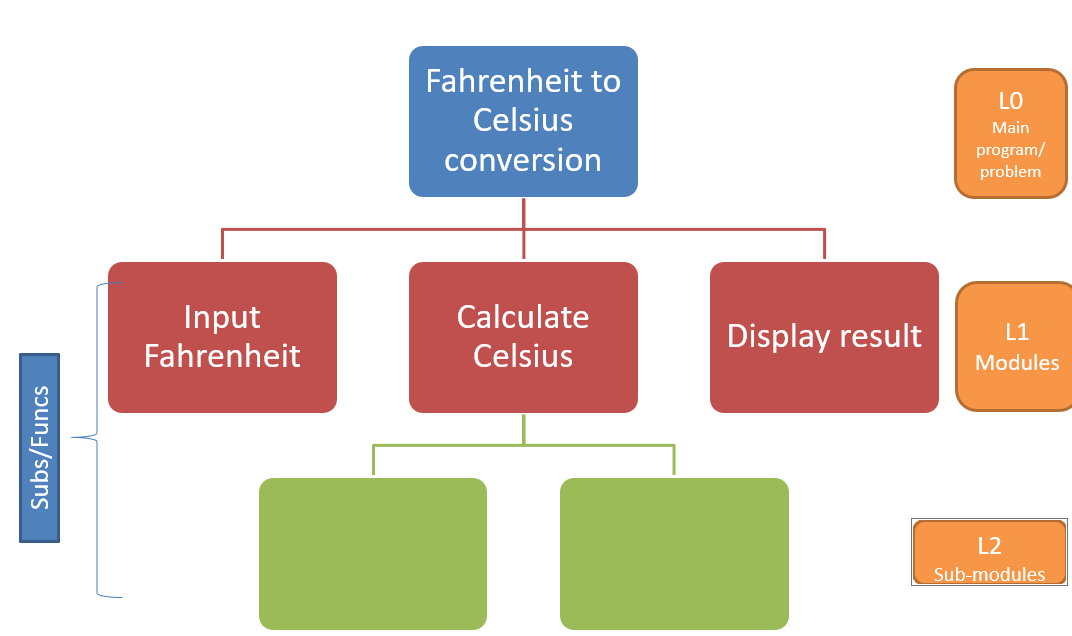 Fahrenheit to
Celsius
conversion
L0
Main
program/
problem
Input
Fahrenheit
Calculate
Celsius
Display result
L1
Modules
Subs/Funcs
L2
Sub-modules